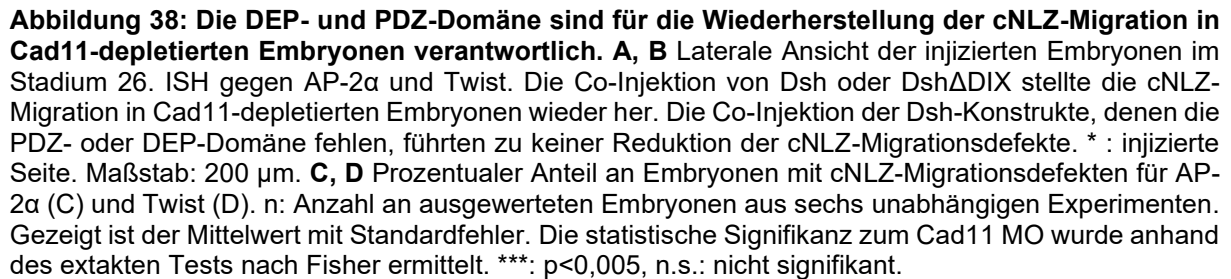 Abbildung 38: Die DEP- und PDZ-Domäne sind für die Wiederherstellung der cNLZ-Migration in
Cad11-depletierten Embryonen verantwortlich. A, B Laterale Ansicht der injizierten Embryonen im
Stadium 26. ISH gegen AP-2α und Twist. Die Co-Injektion von Dsh oder DshΔDIX stellte die cNLZ-
Migration in Cad11-depletierten Embryonen wieder her. Die Co-Injektion der Dsh-Konstrukte, denen die
PDZ- oder DEP-Domäne fehlen, führten zu keiner Reduktion der cNLZ-Migrationsdefekte. * : injizierte
Seite. Maßstab: 200 µm. C, D Prozentualer Anteil an Embryonen mit cNLZ-Migrationsdefekten für AP-
2α (C) und Twist (D). n: Anzahl an ausgewerteten Embryonen aus sechs unabhängigen Experimenten.
Gezeigt ist der Mittelwert mit Standardfehler. Die statistische Signifikanz zum Cad11 MO wurde anhand
des extakten Tests nach Fisher ermittelt. ***: p<0,005, n.s.: nicht signifikant.